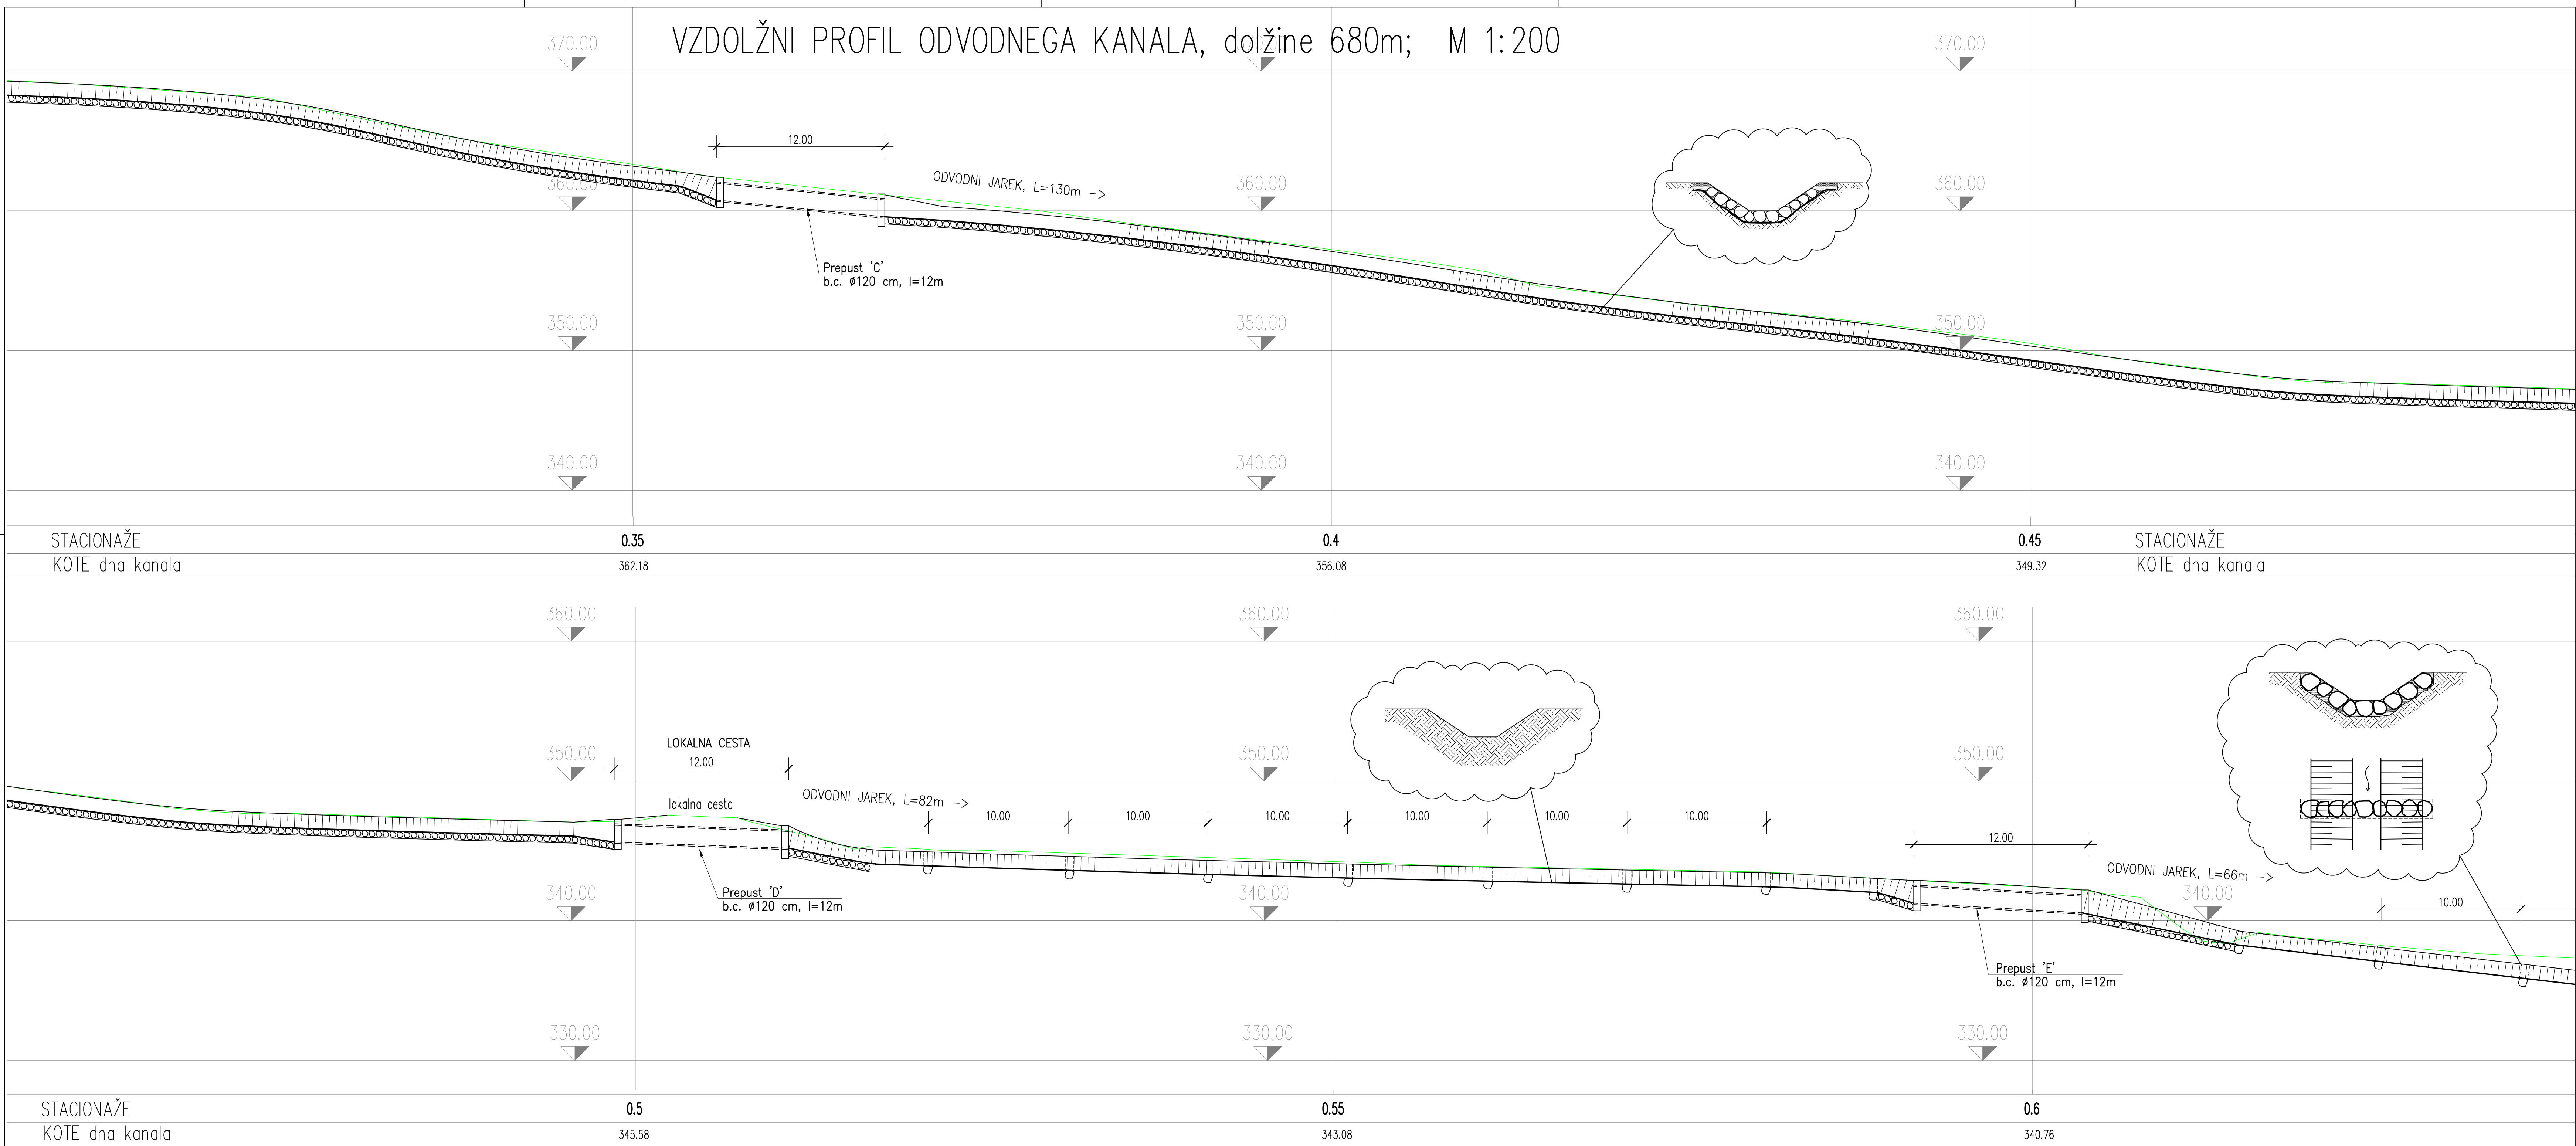 VZDOLŽNI PROFIL ODVODNEGA KANALA, dolžine 680m; M 1:200
370.00
370.00
12.00
ODVODNI JAREK, L=130m ->
360.00
360.00
360.00
Prepust 'C'
b.c. ø120 cm, l=12m
350.00
350.00
350.00
340.00
340.00
340.00
STACIONAŽE
0.35
0.4
0.45
STACIONAŽE
KOTE dna kanala
362.18
356.08
349.32
KOTE dna kanala
360.00
360.00
360.00
LOKALNA CESTA
12.00
350.00
350.00
350.00
lokalna cesta
ODVODNI JAREK, L=82m ->
10.00
10.00
10.00
10.00
10.00
10.00
12.00
ODVODNI JAREK, L=66m ->
Prepust 'D'
b.c. ø120 cm, l=12m
340.00
340.00
340.00
10.00
Prepust 'E'
b.c. ø120 cm, l=12m
330.00
330.00
330.00
STACIONAŽE
0.5
0.55
0.6
KOTE dna kanala
345.58
343.08
340.76